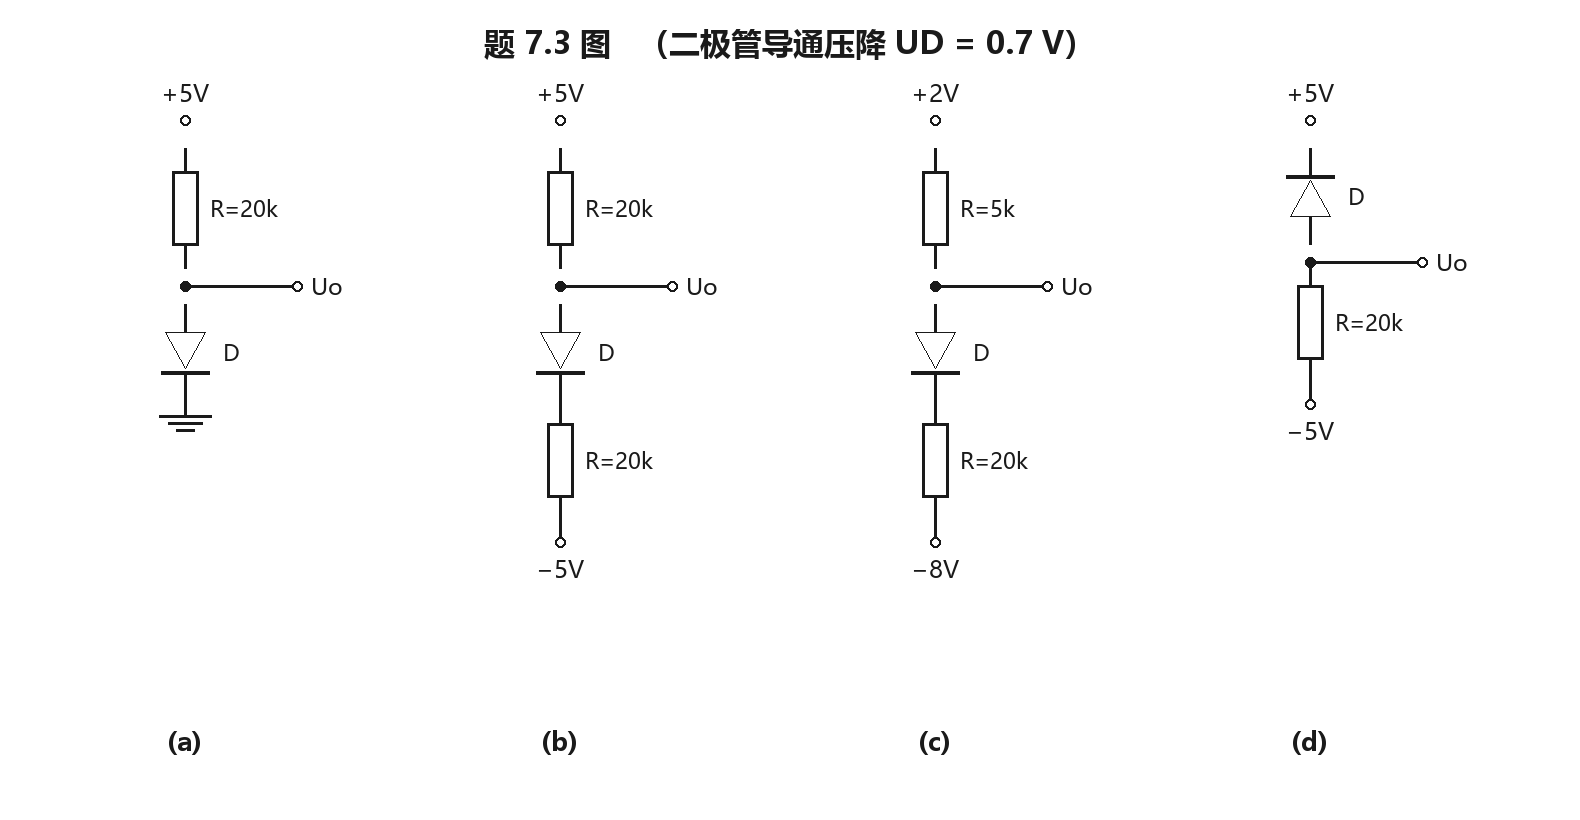 题 7.3 图 （二极管导通压降 UD = 0.7 V）
+5V
R=20k
Uo
D
(a)
+5V
R=20k
Uo
D
R=20k
−5V
(b)
+2V
R=5k
Uo
D
R=20k
−8V
(c)
+5V
D
Uo
R=20k
−5V
(d)